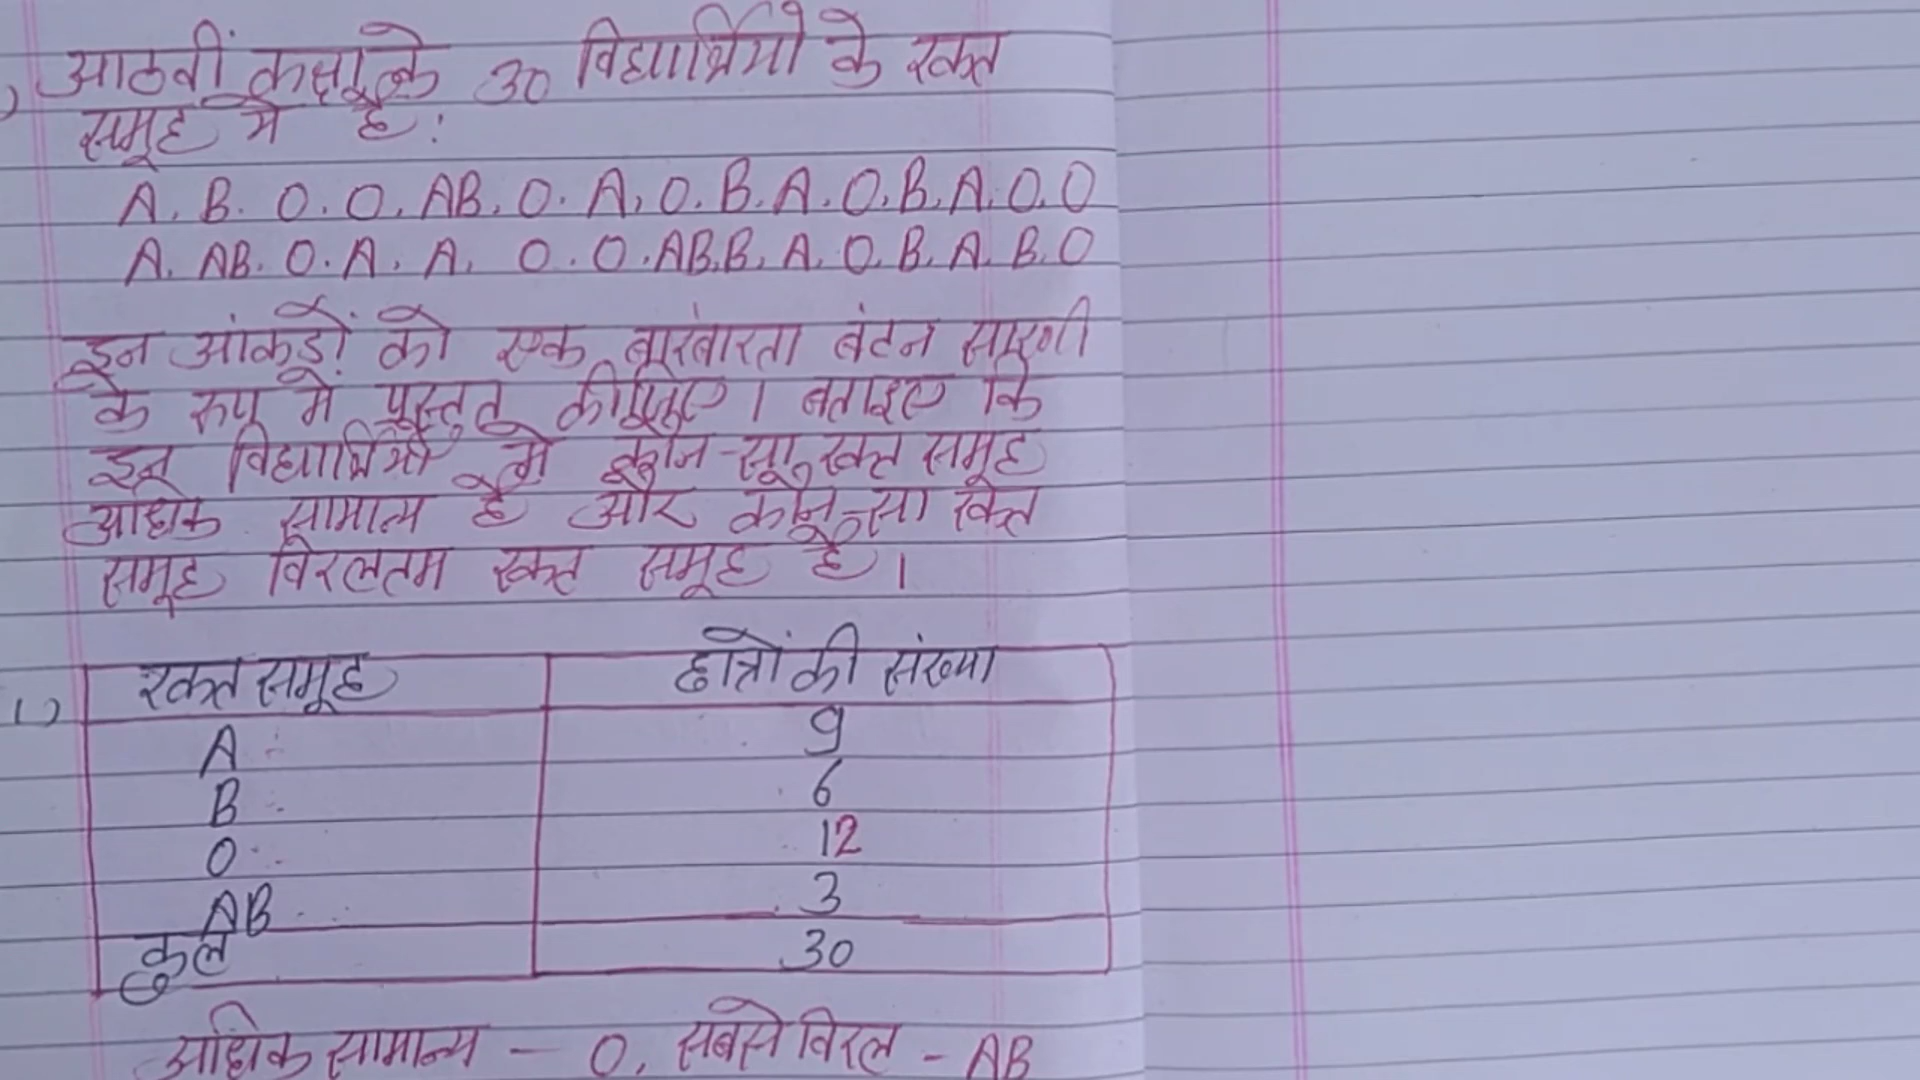 आठवीं कक्षा के 30 विद्यार्थियों के रक्त
समूह में है:
A. B. O. O. AB. O. A. O. B. A. O. B. A. O. O
A. AB. O. A. A. O. O. AB. B. A. O. B. A. B. O
इन आंकड़ों को एक बारंबारता बंटन सारणी
के रुप में प्रस्तुत कीजिए। बताइए कि
इन विद्यार्थियों में कौन-सा रक्त समूह
अधिक सामान्य है और कौन-सा रक्त
समूह विरलतम रक्त समूह है।
1) रक्त समूह छात्रों की संख्या
A 9
B 6
O 12
AB 3
कुल 30
अधिक सामान्य - O, सबसे विरल - AB